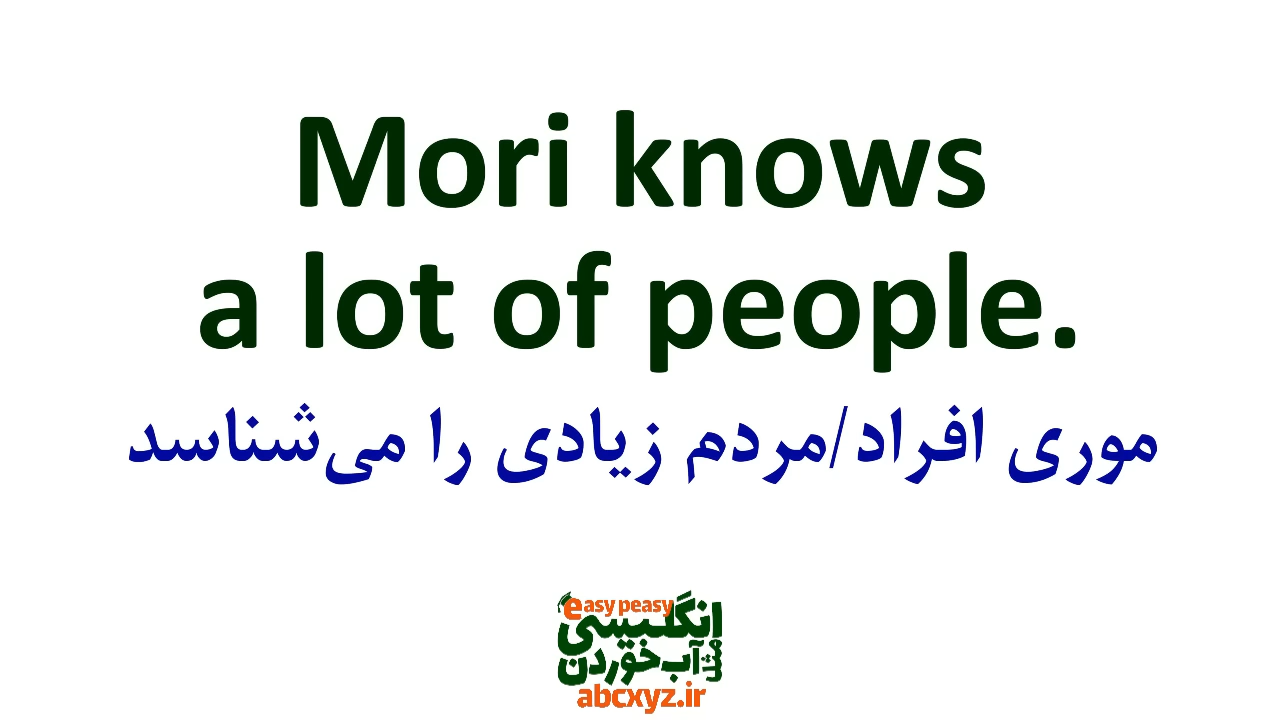 Mori knows
a lot of people.
موری افراد/مردم زیادی را می‌شناسد
easy peasy
انگلیسی
مثل آب خوردن
abcxyz.ir